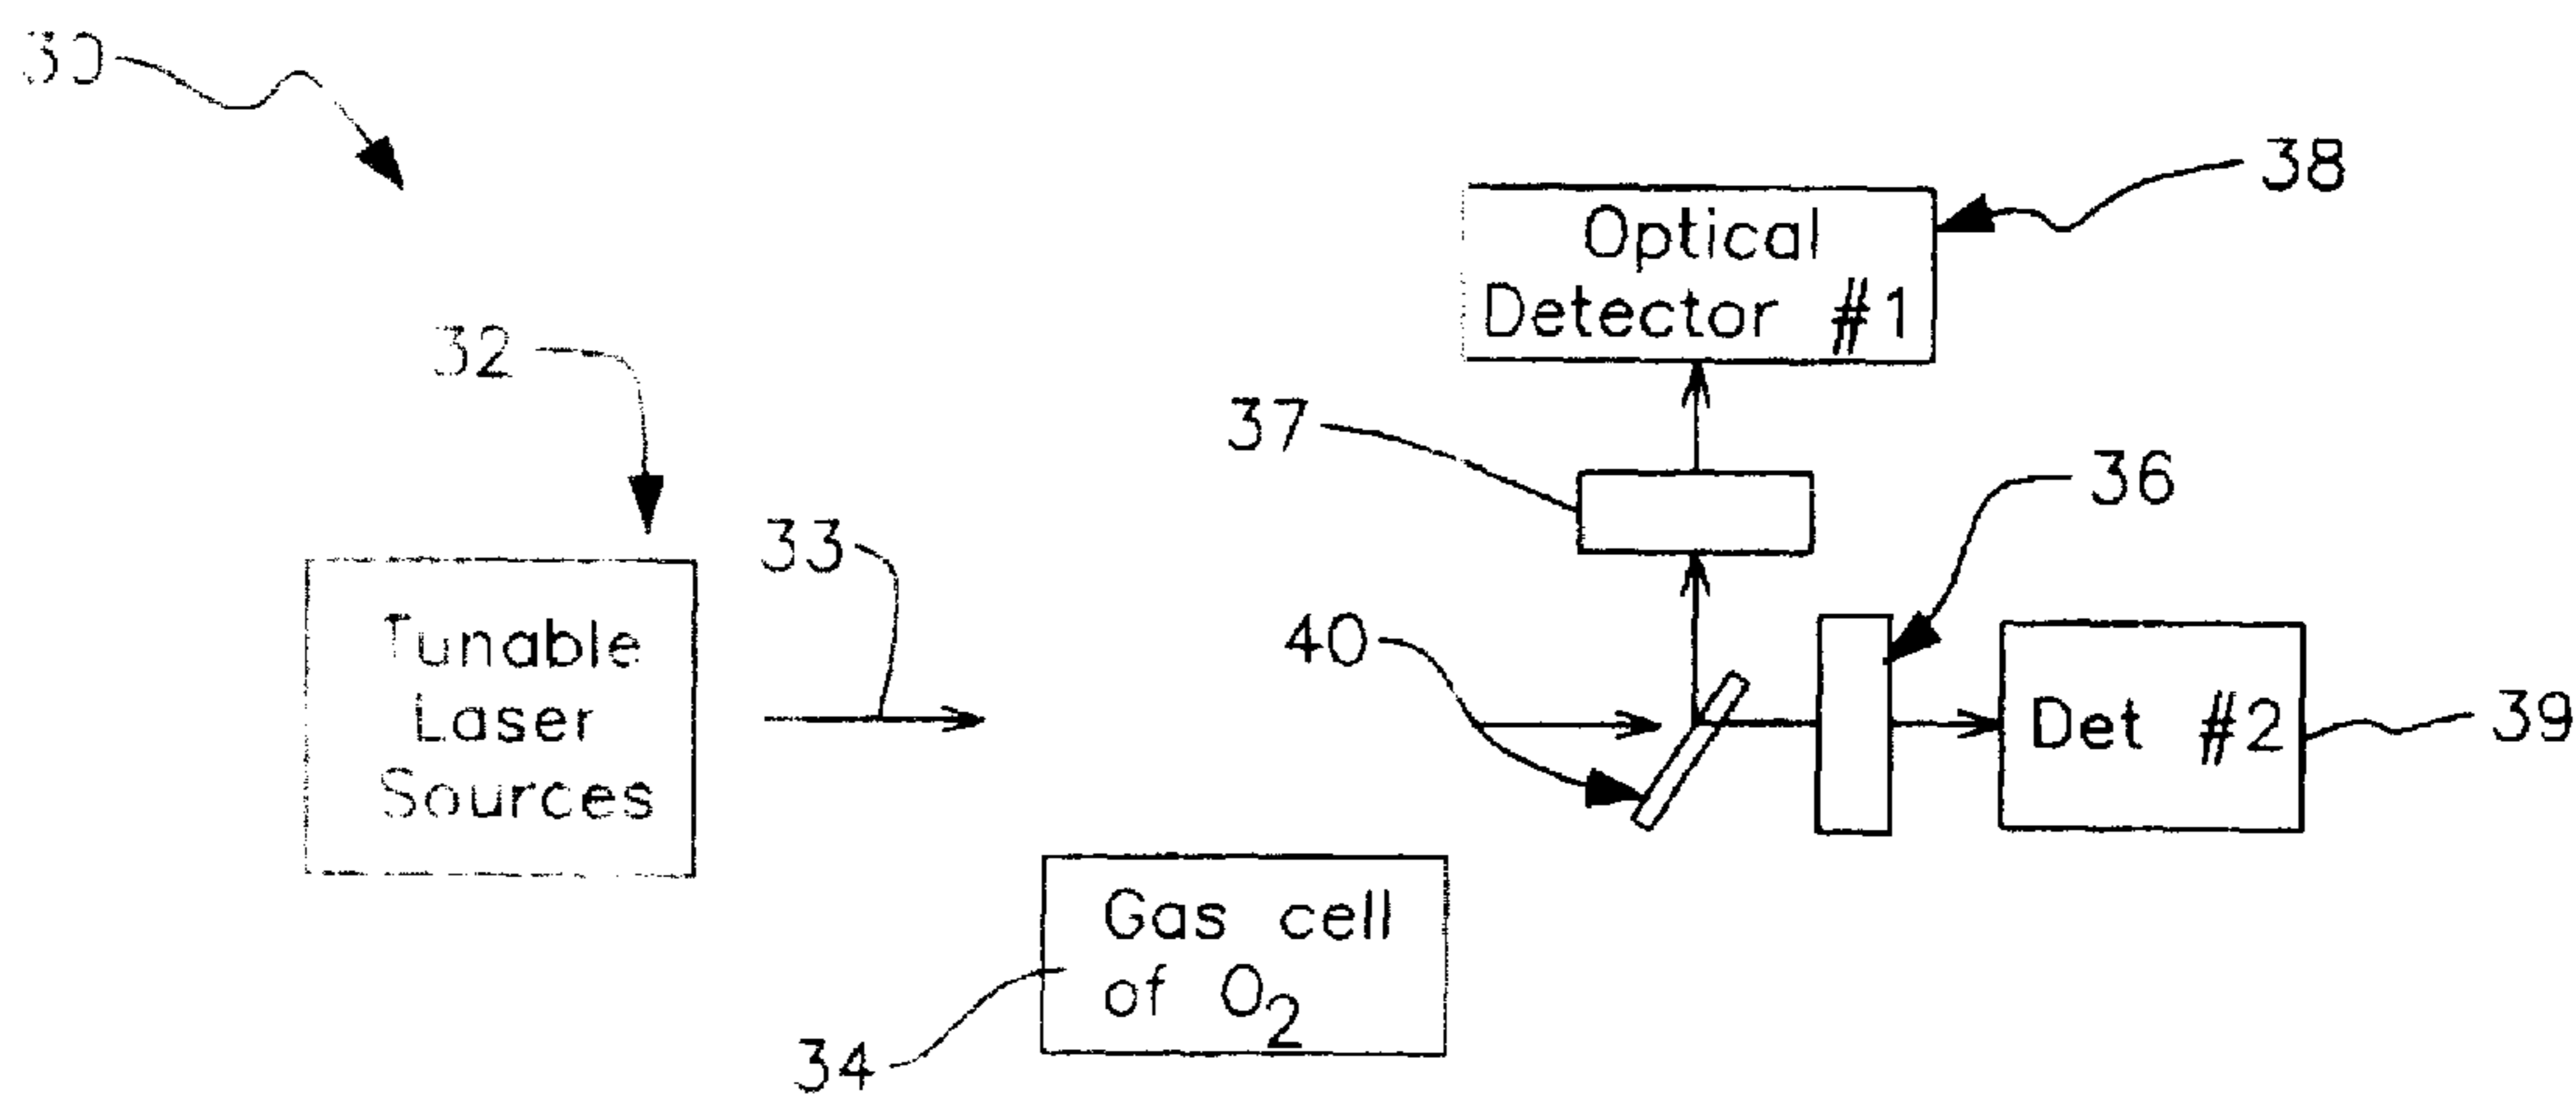 30
38
Optical
Detector #1
32
37
36
33
40
Tunable
Laser
Sources
Det #2
39
Gas cell
of O2
34